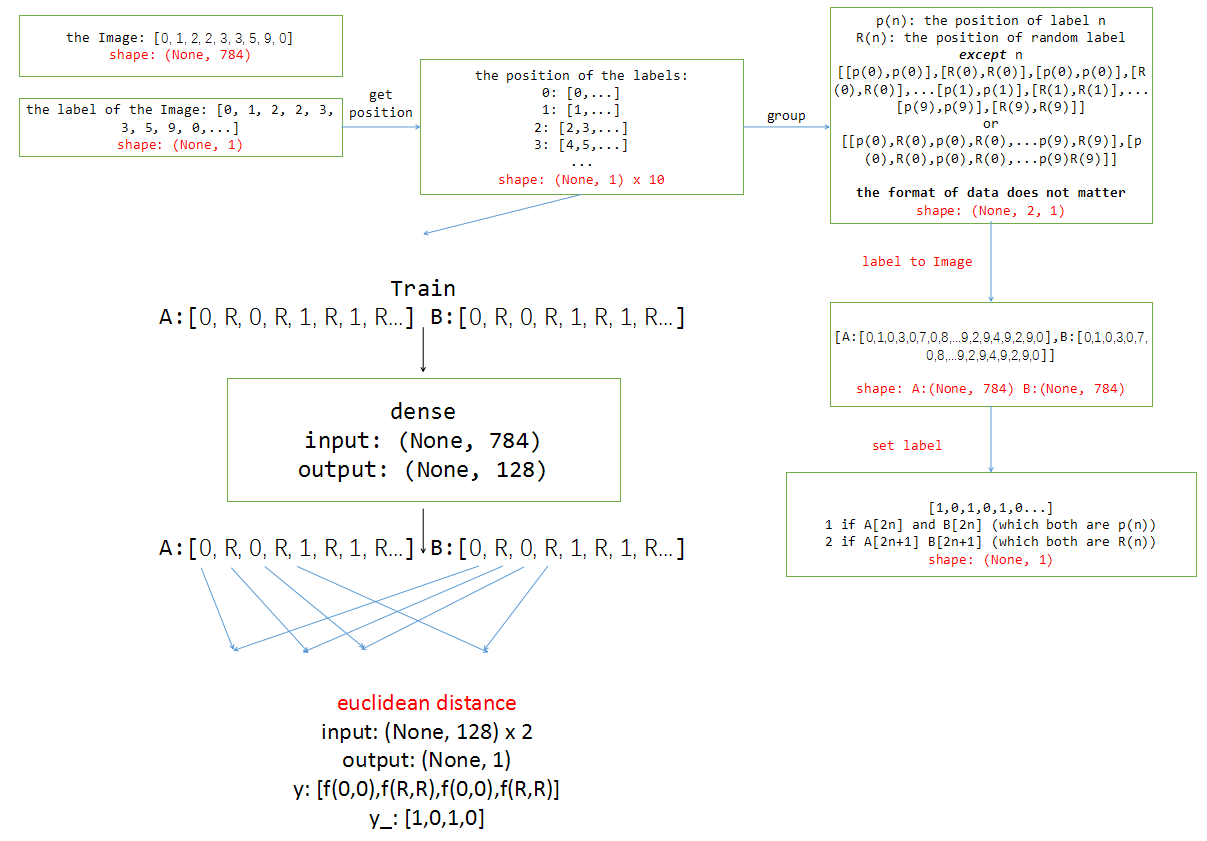 the Image: [0, 1, 2, 2, 3, 3, 5, 9, 0]
shape: (None, 784)
the label of the Image: [0, 1, 2, 2, 3,
3, 5, 9, 0,...]
shape: (None, 1)
get
position
the position of the labels:
0: [0,...]
1: [1,...]
2: [2,3,...]
3: [4,5,...]
...
shape: (None, 1) x 10
group
p(n): the position of label n
R(n): the position of random label
except n
[[p(0),p(0)],[R(0),R(0)],[p(0),p(0)],[R
(0),R(0)],...[p(1),p(1)],[R(1),R(1)],...
[p(9),p(9)],[R(9),R(9)]]
or
[[p(0),R(0),p(0),R(0),...p(9),R(9)],[p
(0),R(0),p(0),R(0),...p(9)R(9)]]
the format of data does not matter
shape: (None, 2, 1)
label to Image
[A:[0,1,0,3,0,7,0,8,...9,2,9,4,9,2,9,0],B:[0,1,0,3,0,7,
0,8,...9,2,9,4,9,2,9,0]]
shape: A:(None, 784) B:(None, 784)
set label
[1,0,1,0,1,0...]
1 if A[2n] and B[2n] (which both are p(n))
2 if A[2n+1] B[2n+1] (which both are R(n))
shape: (None, 1)
Train
A:[0, R, 0, R, 1, R, 1, R...] B:[0, R, 0, R, 1, R, 1, R...]
dense
input: (None, 784)
output: (None, 128)
A:[0, R, 0, R, 1, R, 1, R...] B:[0, R, 0, R, 1, R, 1, R...]
euclidean distance
input: (None, 128) x 2
output: (None, 1)
y: [f(0,0),f(R,R),f(0,0),f(R,R)]
y_: [1,0,1,0]